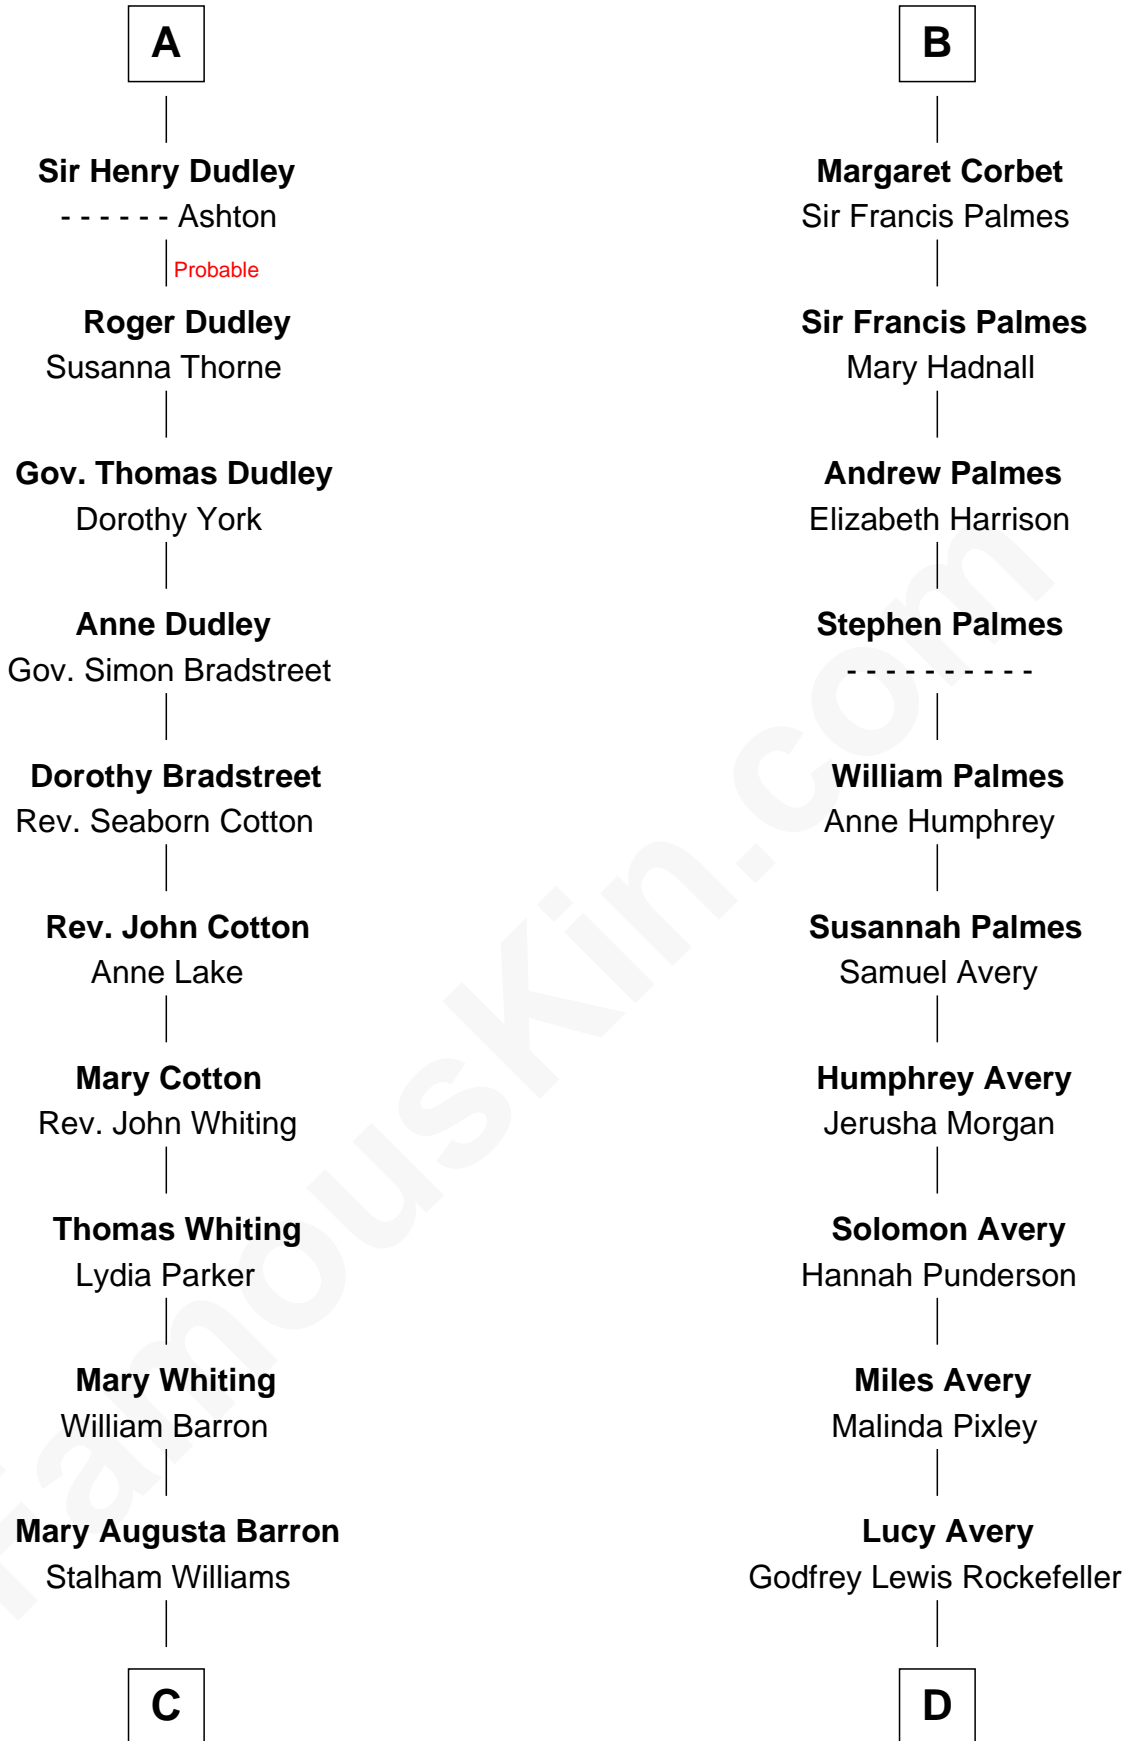 A
Sir Henry Dudley
- - - - - - Ashton
Probable
Roger Dudley
Susanna Thorne
Gov. Thomas Dudley
Dorothy York
Anne Dudley
Gov. Simon Bradstreet
Dorothy Bradstreet
Rev. Seaborn Cotton
Rev. John Cotton
Anne Lake
Mary Cotton
Rev. John Whiting
Thomas Whiting
Lydia Parker
Mary Whiting
William Barron
Mary Augusta Barron
Stalham Williams
C
B
Margaret Corbet
Sir Francis Palmes
Sir Francis Palmes
Mary Hadnall
Andrew Palmes
Elizabeth Harrison
Stephen Palmes
- - - - - - - - - -
William Palmes
Anne Humphrey
Susannah Palmes
Samuel Avery
Humphrey Avery
Jerusha Morgan
Solomon Avery
Hannah Punderson
Miles Avery
Malinda Pixley
Lucy Avery
Godfrey Lewis Rockefeller
D
FamousKin.com